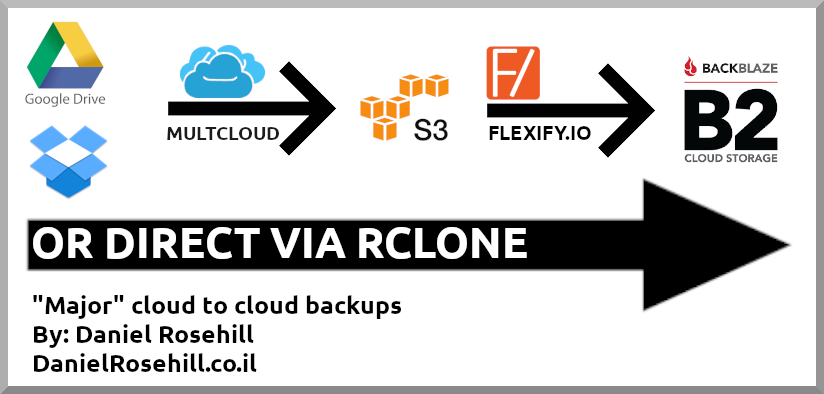 Google Drive
MULTCLOUD
S3
F/
FLEXIFY.IO
BACKBLAZE
B2
CLOUD STORAGE
OR DIRECT VIA RCLONE
"Major" cloud to cloud backups
By: Daniel Rosehill
DanielRosehill.co.il